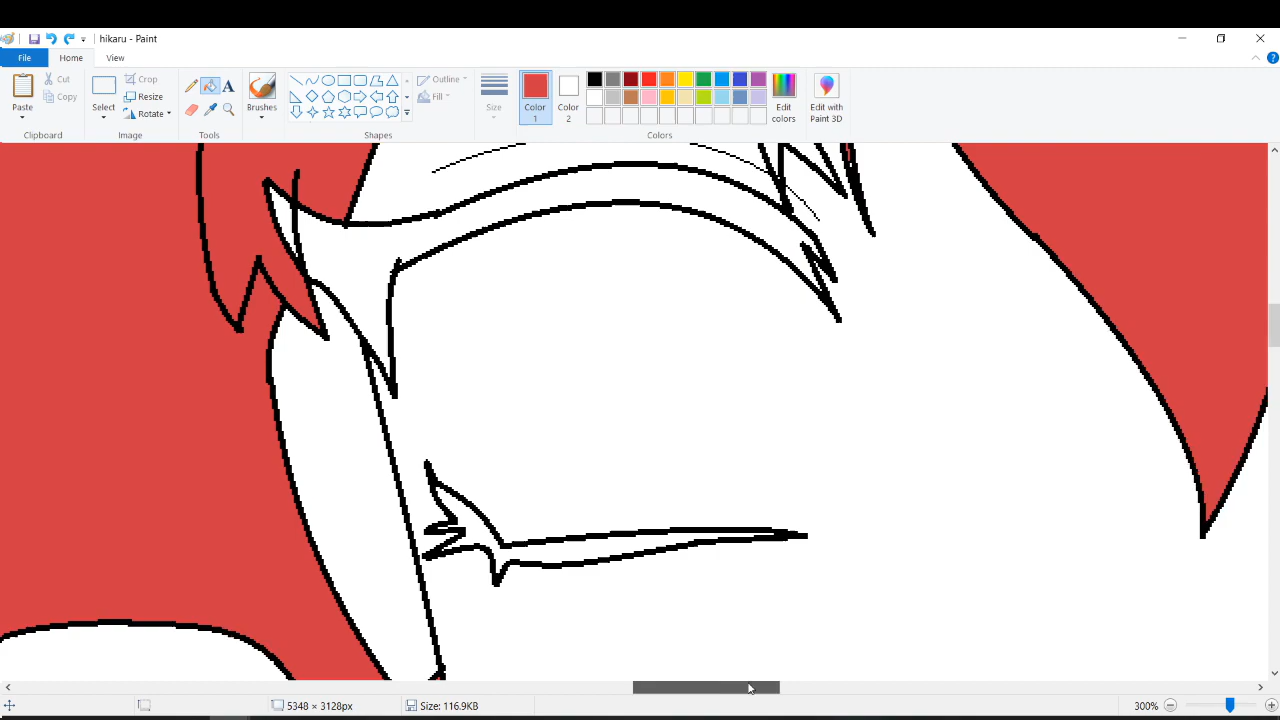 hikaru - Paint
File Home View
Paste
Cut
Copy
Clipboard
Select
Crop
Resize
Rotate
Image
Tools
Brushes
Shapes
Outline
Fill
Size
Color
1
Color
2
Edit
colors
Colors
Edit with
Paint 3D
5348 × 3128px
Size: 116.9KB
300%